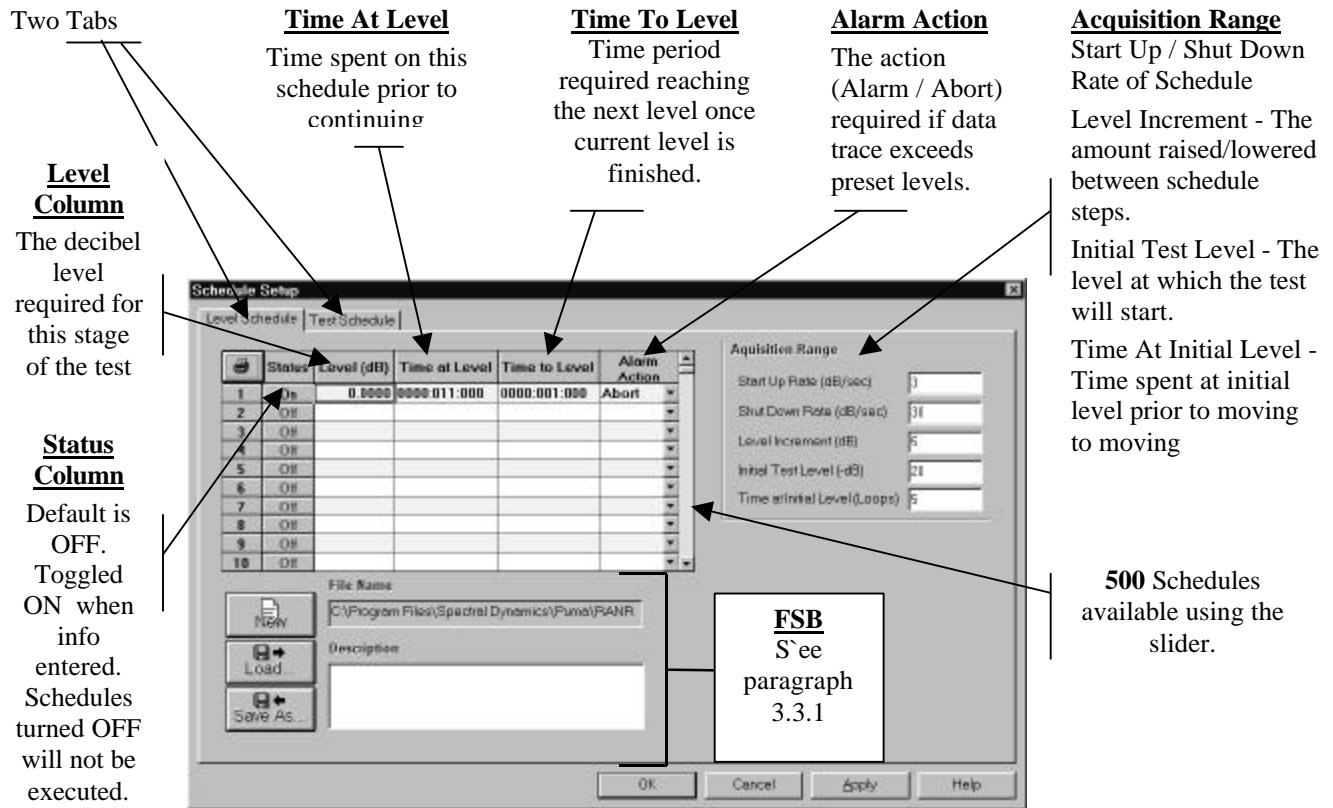 Two Tabs
Time At Level
Time spent on this
schedule prior to
continuing
Time To Level
Time period
required reaching
the next level once
current level is
finished.
Alarm Action
The action
(Alarm / Abort)
required if data
trace exceeds
preset levels.
Acquisition Range
Start Up / Shut Down
Rate of Schedule
Level Increment - The
amount raised/lowered
between schedule
steps.
Initial Test Level - The
level at which the test
will start.
Time At Initial Level -
Time spent at initial
level prior to moving
to moving
Level
Column
The decibel
level
required for
this stage
of the test
Status
Column
Default is
OFF.
Toggled
ON when
info
entered.
Schedules
turned OFF
will not be
executed.
Schedule Setup
Level Schedule Test Schedule
Status Level (dB) Time at Level Time to Level Alarm Action
1 On 0.0000 0000:011:000 0000:001:000 Abort
2 Off
3 Off
4 Off
5 Off
6 Off
7 Off
8 Off
9 Off
10 Off
Aquisition Range
Start Up Rate (dB/sec) 3
Shut Down Rate (dB/sec) 30
Level Increment (dB)
Initial Test Level (-dB) 20
Time at Initial Level (Loops) 5
File Name
New
C:\Program Files\Spectral Dynamics\Puma\RANR
Load...
Description
Save As...
FSB
S`ee
paragraph
3.3.1
500 Schedules
available using the
slider.
OK Cancel Apply Help